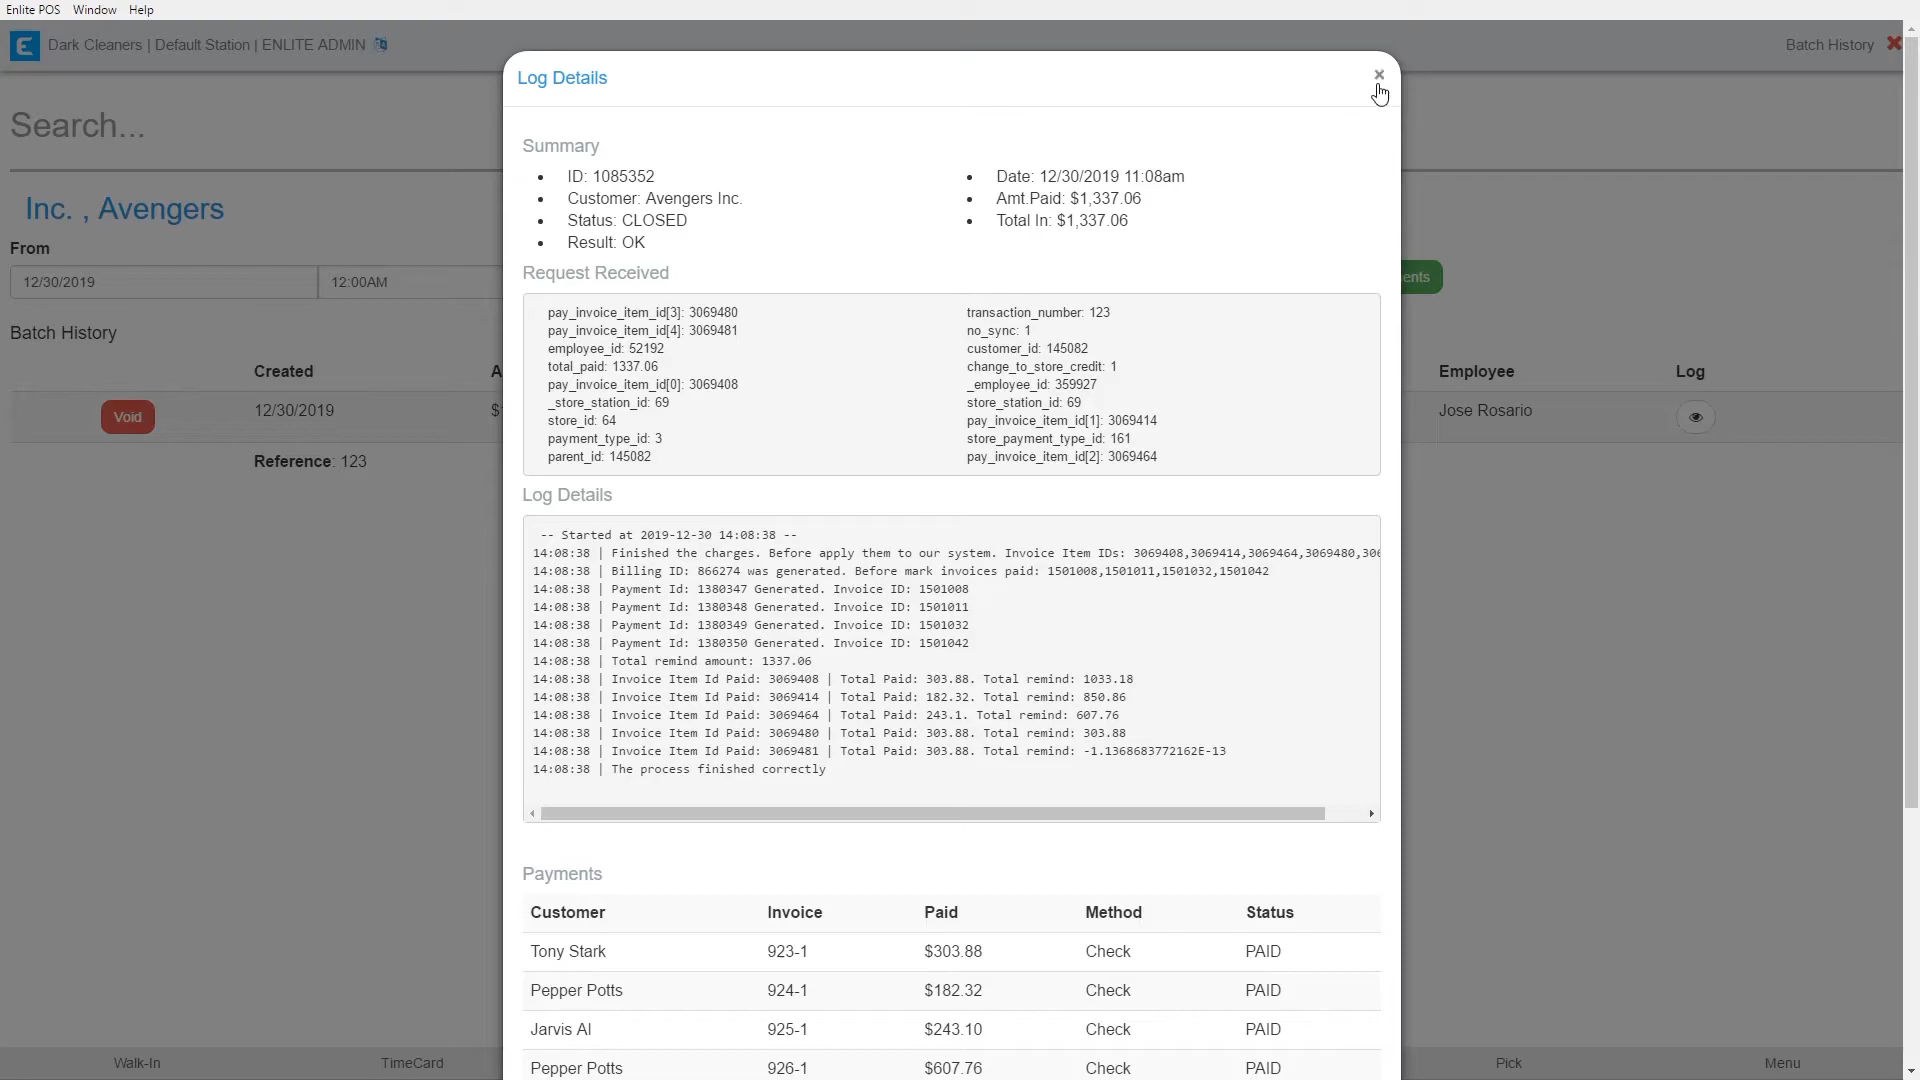 Enlite POS Window Help
Dark Cleaners | Default Station | ENLITE ADMIN
Batch History
Search...
Inc. , Avengers
From
12/30/2019 12:00AM
ents
Batch History
Created
Employee Log
Void 12/30/2019 Jose Rosario
Reference: 123
Log Details
Summary
ID: 1085352
Customer: Avengers Inc.
Status: CLOSED
Result: OK
Date: 12/30/2019 11:08am
Amt.Paid: $1,337.06
Total In: $1,337.06
Request Received
pay_invoice_item_id[3]: 3069480
pay_invoice_item_id[4]: 3069481
employee_id: 52192
total_paid: 1337.06
pay_invoice_item_id[0]: 3069408
_store_station_id: 69
store_id: 64
payment_type_id: 3
parent_id: 145082
transaction_number: 123
no_sync: 1
customer_id: 145082
change_to_store_credit: 1
_employee_id: 359927
store_station_id: 69
pay_invoice_item_id[1]: 3069414
store_payment_type_id: 161
pay_invoice_item_id[2]: 3069464
Log Details
-- Started at 2019-12-30 14:08:38 --
14:08:38 | Finished the charges. Before apply them to our system. Invoice Item IDs: 3069408,3069414,3069464,3069480,306
14:08:38 | Billing ID: 866274 was generated. Before mark invoices paid: 1501008,1501011,1501032,1501042
14:08:38 | Payment Id: 1380347 Generated. Invoice ID: 1501008
14:08:38 | Payment Id: 1380348 Generated. Invoice ID: 1501011
14:08:38 | Payment Id: 1380349 Generated. Invoice ID: 1501032
14:08:38 | Payment Id: 1380350 Generated. Invoice ID: 1501042
14:08:38 | Total remind amount: 1337.06
14:08:38 | Invoice Item Id Paid: 3069408 | Total Paid: 303.88. Total remind: 1033.18
14:08:38 | Invoice Item Id Paid: 3069414 | Total Paid: 182.32. Total remind: 850.86
14:08:38 | Invoice Item Id Paid: 3069464 | Total Paid: 243.1. Total remind: 607.76
14:08:38 | Invoice Item Id Paid: 3069480 | Total Paid: 303.88. Total remind: 303.88
14:08:38 | Invoice Item Id Paid: 3069481 | Total Paid: 303.88. Total remind: -1.1368683772162E-13
14:08:38 | The process finished correctly
Payments
Customer Invoice Paid Method Status
Tony Stark 923-1 $303.88 Check PAID
Pepper Potts 924-1 $182.32 Check PAID
Jarvis AI 925-1 $243.10 Check PAID
Pepper Potts 926-1 $607.76 Check PAID
Walk-In TimeCard Pick Menu